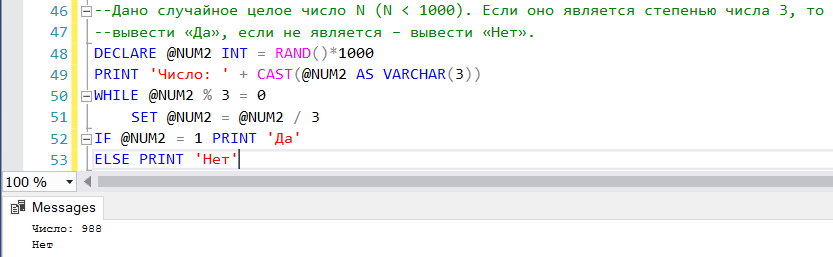 46 --Дано случайное целое число N (N < 1000). Если оно является степенью числа 3, то
47 --вывести «Да», если не является – вывести «Нет».
48 DECLARE @NUM2 INT = RAND()*1000
49 PRINT 'Число: ' + CAST(@NUM2 AS VARCHAR(3))
50 WHILE @NUM2 % 3 = 0
51 SET @NUM2 = @NUM2 / 3
52 IF @NUM2 = 1 PRINT 'Да'
53 ELSE PRINT 'Нет'
100 %
Messages
Число: 988
Нет